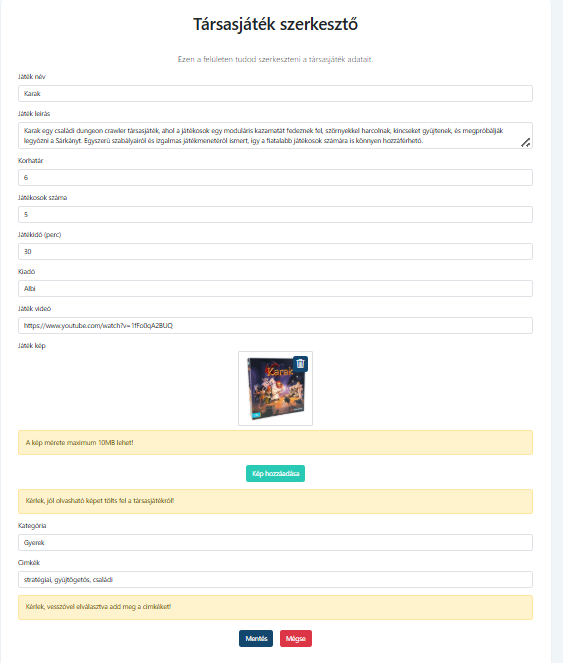 Társasjáték szerkesztő
Ezen a felületen tudod szerkeszteni a társasjáték adatait.
Játék név
Karak
Játék leírás
Karak egy családi dungeon crawler társasjáték, ahol a játékosok egy moduláris kazamatát fedeznek fel, szörnyekkel harcolnak, kincseket gyűjtenek, és megpróbálják
legyőzni a Sárkányt. Egyszerű szabályairól és izgalmas játékmenetéről ismert, így a fiatalabb játékosok számára is könnyen hozzáférhető.
Korhatár
6
Játékosok száma
5
Játékidő (perc)
30
Kiadó
Albi
Játék videó
https://www.youtube.com/watch?v=1fFo0qA2BUQ
Játék kép
Karak
A kép mérete maximum 10MB lehet!
Kép hozzáadása
Kérlek, jól olvasható képet tölts fel a társasjátékról!
Kategória
Gyerek
Címkék
stratégiai, gyűjtögetős, családi
Kérlek, vesszővel elválasztva add meg a címkéket!
Mentés
Mégse